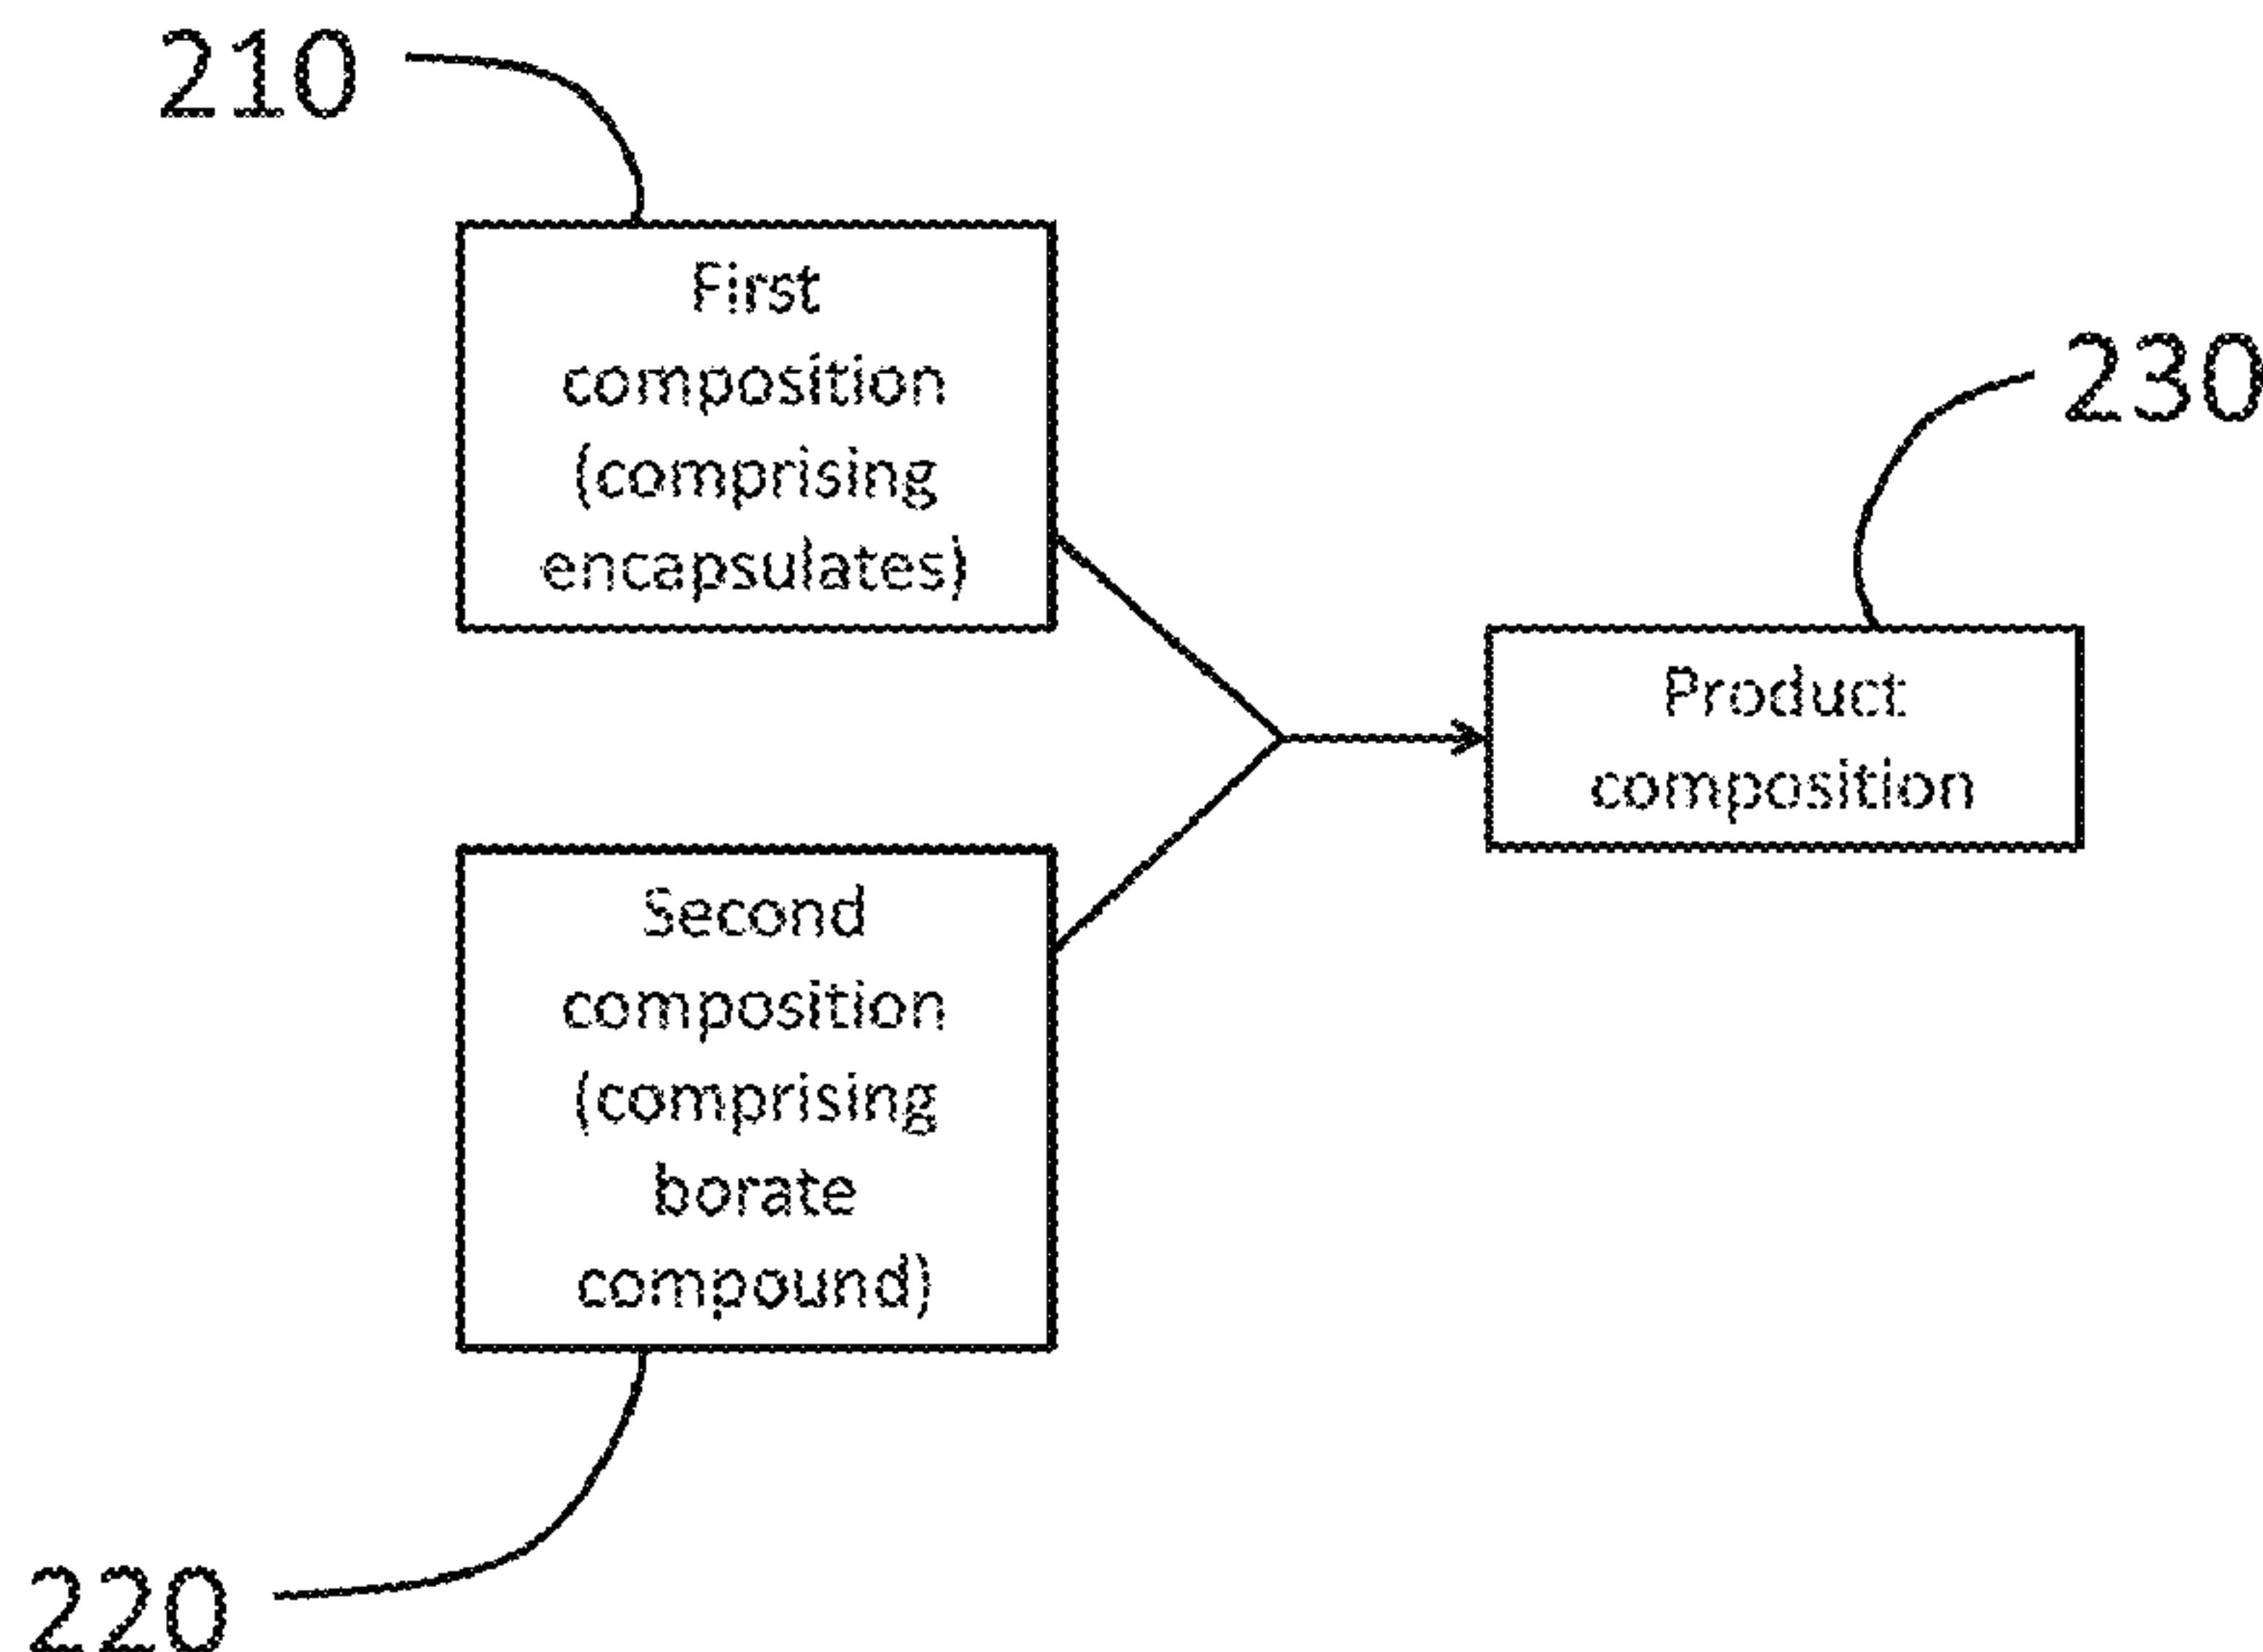 210
First
composition
(comprising
encapsulates)
230
Product
composition
Second
composition
(comprising
borate
compound)
220